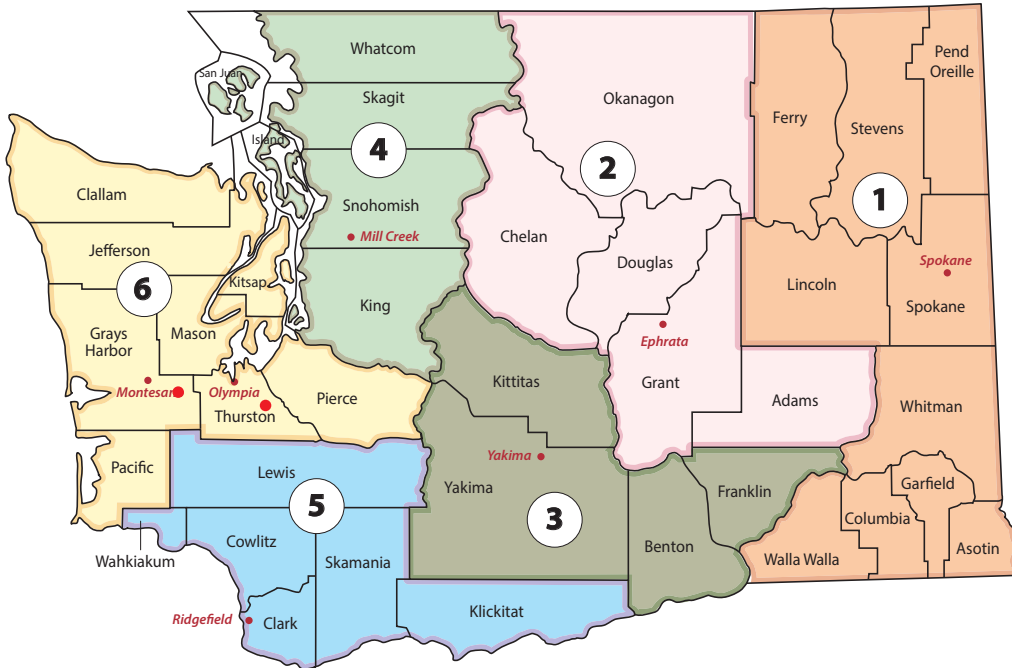 Whatcom
San Juan
Skagit
Island
4
Snohomish
Mill Creek
King
Okanagon
2
Chelan
Douglas
Ephrata
Grant
Adams
Ferry
Stevens
Pend
Oreille
1
Lincoln
Spokane
Spokane
Whitman
Garfield
Columbia
Walla Walla
Asotin
Clallam
Jefferson
6
Kitsap
Grays
Harbor
Mason
Montesan
Olympia
Thurston
Pierce
Pacific
Kittitas
Yakima
Yakima
3
Benton
Franklin
Lewis
5
Wahkiakum
Cowlitz
Skamania
Ridgefield
Clark
Klickitat